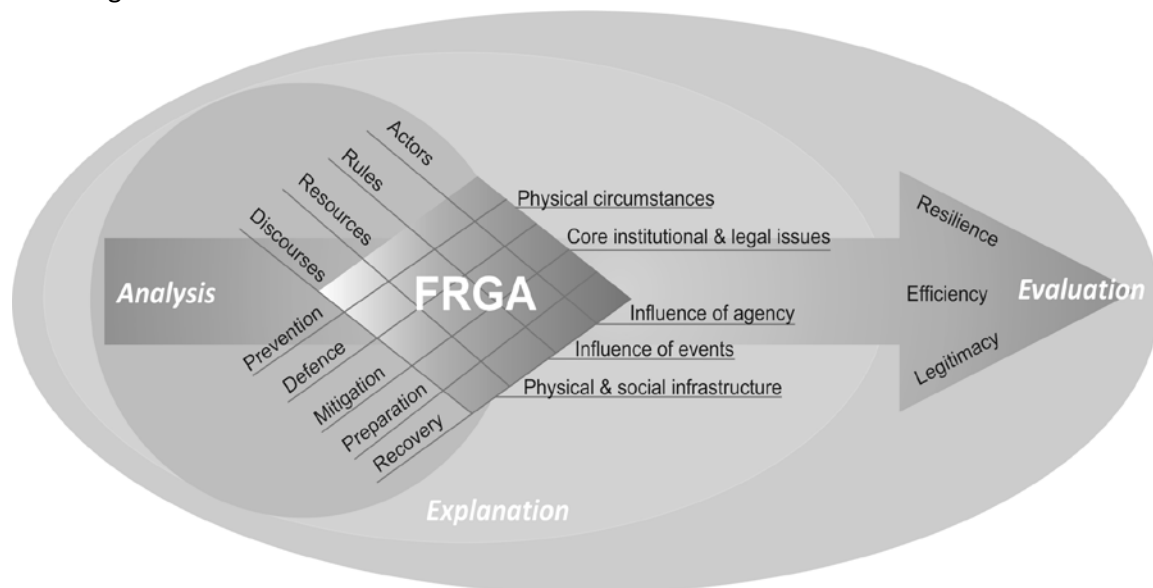 Actors
Rules
Resources
Discourses
Physical circumstances
Core institutional & legal issues
Analysis
FRGA
Influence of agency
Influence of events
Physical & social infrastructure
Prevention
Defence
Mitigation
Preparation
Recovery
Resilience
Efficiency
Legitimacy
Evaluation
Explanation